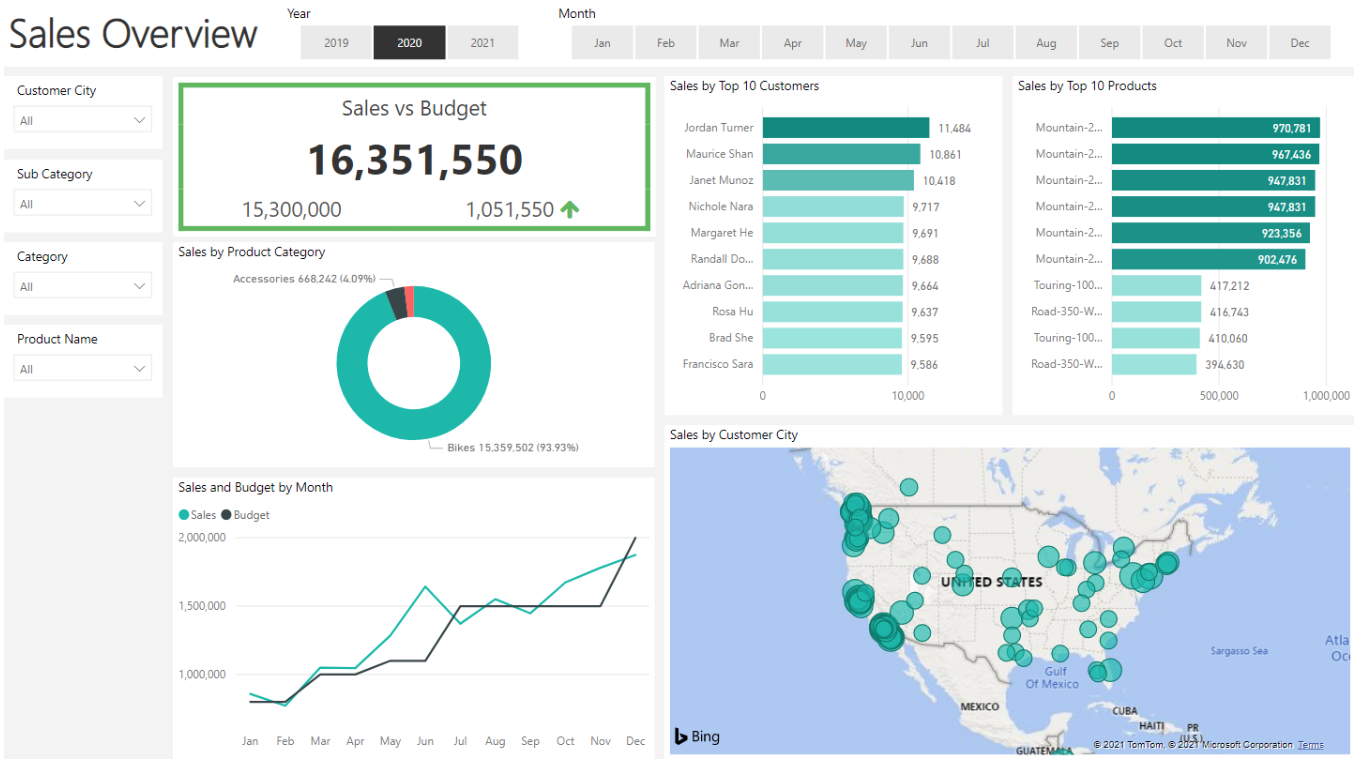 Sales Overview
Year
2019 2020 2021
Month
Jan Feb Mar Apr May Jun Jul Aug Sep Oct Nov Dec
Customer City
All
Sub Category
All
Category
All
Product Name
All
Sales vs Budget
16,351,550
15,300,000 1,051,550
Sales by Product Category
Accessories 668,242 (4.09%)
Bikes 15,359,502 (93.93%)
Sales and Budget by Month
Sales Budget
2,000,000
1,500,000
1,000,000
Jan Feb Mar Apr May Jun Jul Aug Sep Oct Nov Dec
Sales by Top 10 Customers
Jordan Turner 11,484
Maurice Shan 10,861
Janet Munoz 10,418
Nichole Nara 9,717
Margaret He 9,691
Randall Do... 9,688
Adriana Gon... 9,664
Rosa Hu 9,637
Brad She 9,595
Francisco Sara 9,586
0 10,000
Sales by Top 10 Products
Mountain-2... 970,781
Mountain-2... 967,436
Mountain-2... 947,831
Mountain-2... 947,831
Mountain-2... 923,356
Mountain-2... 902,476
Touring-100... 417,212
Road-350-W... 416,743
Touring-100... 410,060
Road-350-W... 394,630
0 500,000 1,000,000
Sales by Customer City
UNITED STATES
Atla
Oc
Sargasso Sea
Gulf
Of Mexico
MEXICO
CUBA
HAITI PR
(U.S.)
GUATEMALA
Bing
© 2021 TomTom, © 2021 Microsoft Corporation Terms